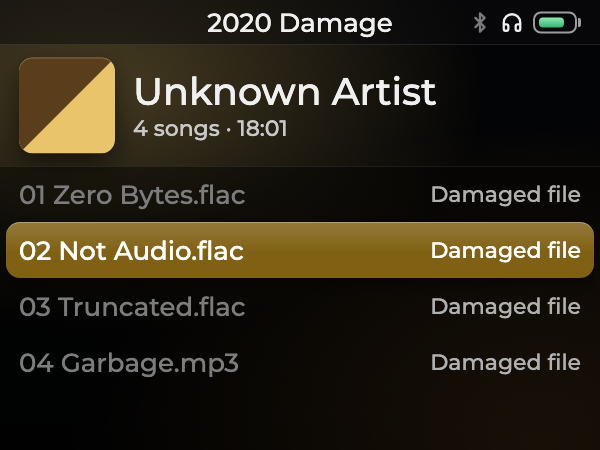 2020 Damage
Unknown Artist
4 songs · 18:01
01 Zero Bytes.flac Damaged file
02 Not Audio.flac Damaged file
03 Truncated.flac Damaged file
04 Garbage.mp3 Damaged file